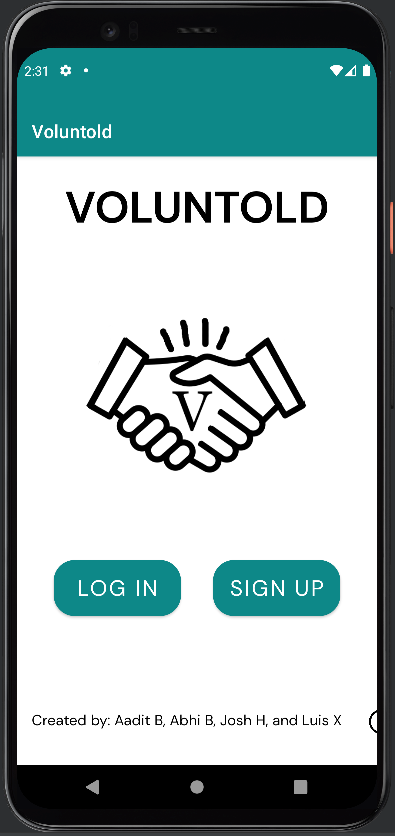 2:31
Voluntold
VOLUNTOLD
V
LOG IN
SIGN UP
Created by: Aadit B, Abhi B, Josh H, and Luis X